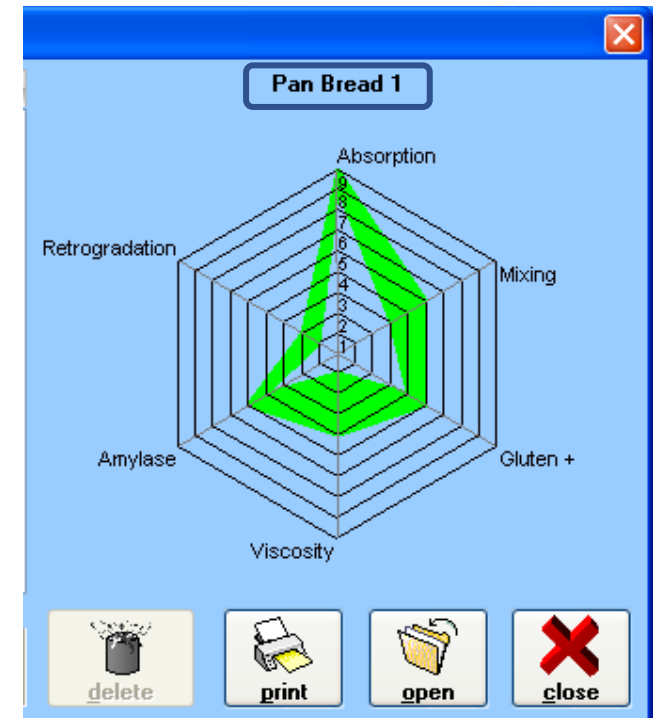 Pan Bread 1
Absorption
9
8
7
6
5
4
3
2
1
Retrogradation
Mixing
Amylase
Gluten +
Viscosity
delete
print
open
close